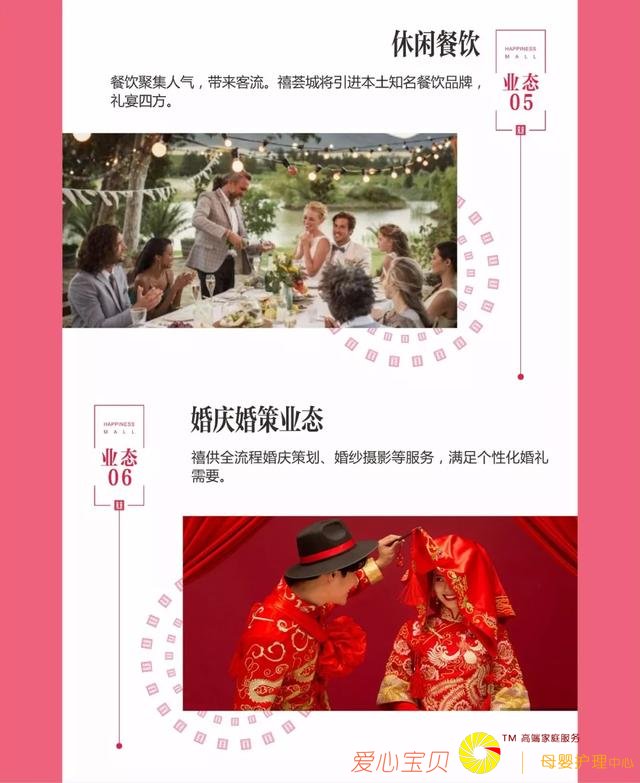 休闲餐饮
HAPPINESS
MALL
业态
05
餐饮聚集人气，带来客流。禧荟城将引进本土知名餐饮品牌，
礼宴四方。
婚庆婚策业态
HAPPINESS
MALL
业态
06
禧供全流程婚庆策划、婚纱摄影等服务，满足个性化婚礼
需要。
TM 高端家庭服务
爱心宝贝
母婴护理中心